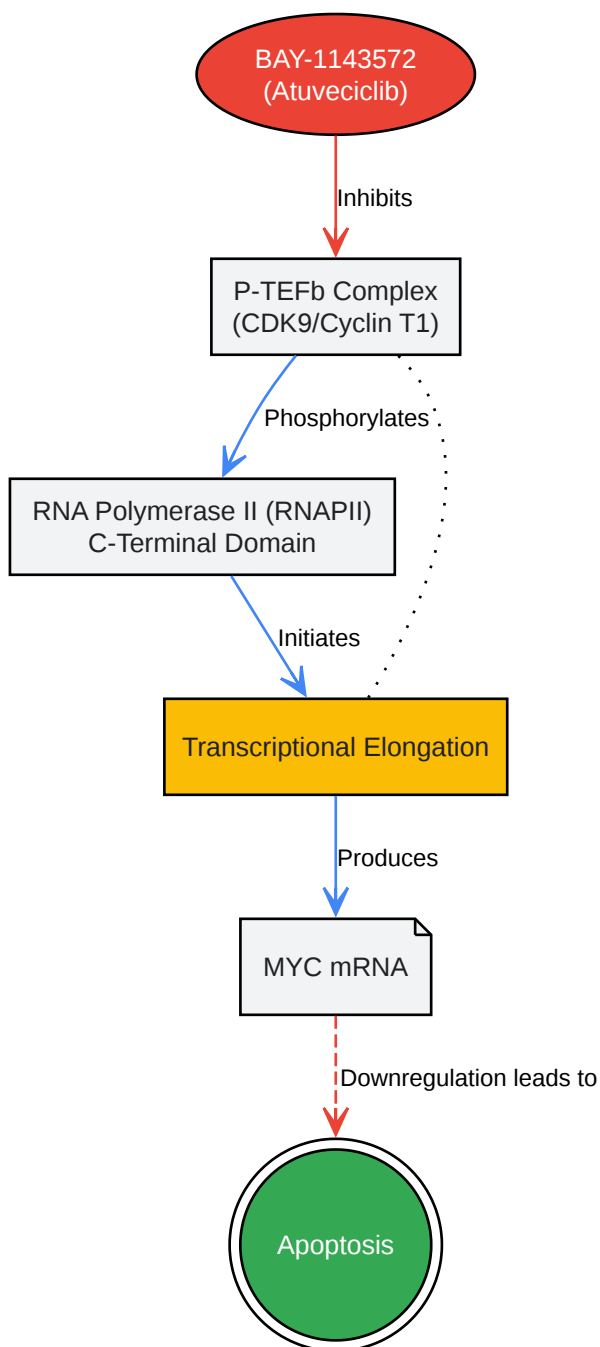 BAY-1143572
(Atuveciclib)
Inhibits
P-TEFb Complex
(CDK9/Cyclin T1)
Phosphorylates
RNA Polymerase II (RNAPII)
C-Terminal Domain
Initiates
Transcriptional Elongation
Produces
MYC mRNA
Downregulation leads to
Apoptosis